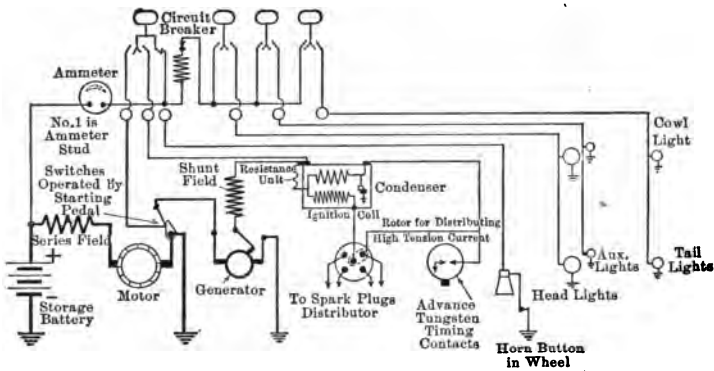 Circuit
Breaker
Ammeter
No.1 is
Ammeter
Stud
Switches
Operated by
Starting
Pedal
Series Field
+
-
Storage
Battery
Motor
Shunt
Field
Generator
Resistance
Unit
Condenser
Ignition Coil
Rotor for Distributing
High Tension Current
To Spark Plugs
Distributor
Advance
Tungsten
Timing
Contacts
Horn Button
in Wheel
Head Lights
Aux.
Lights
Cowl
Light
Tail
Lights